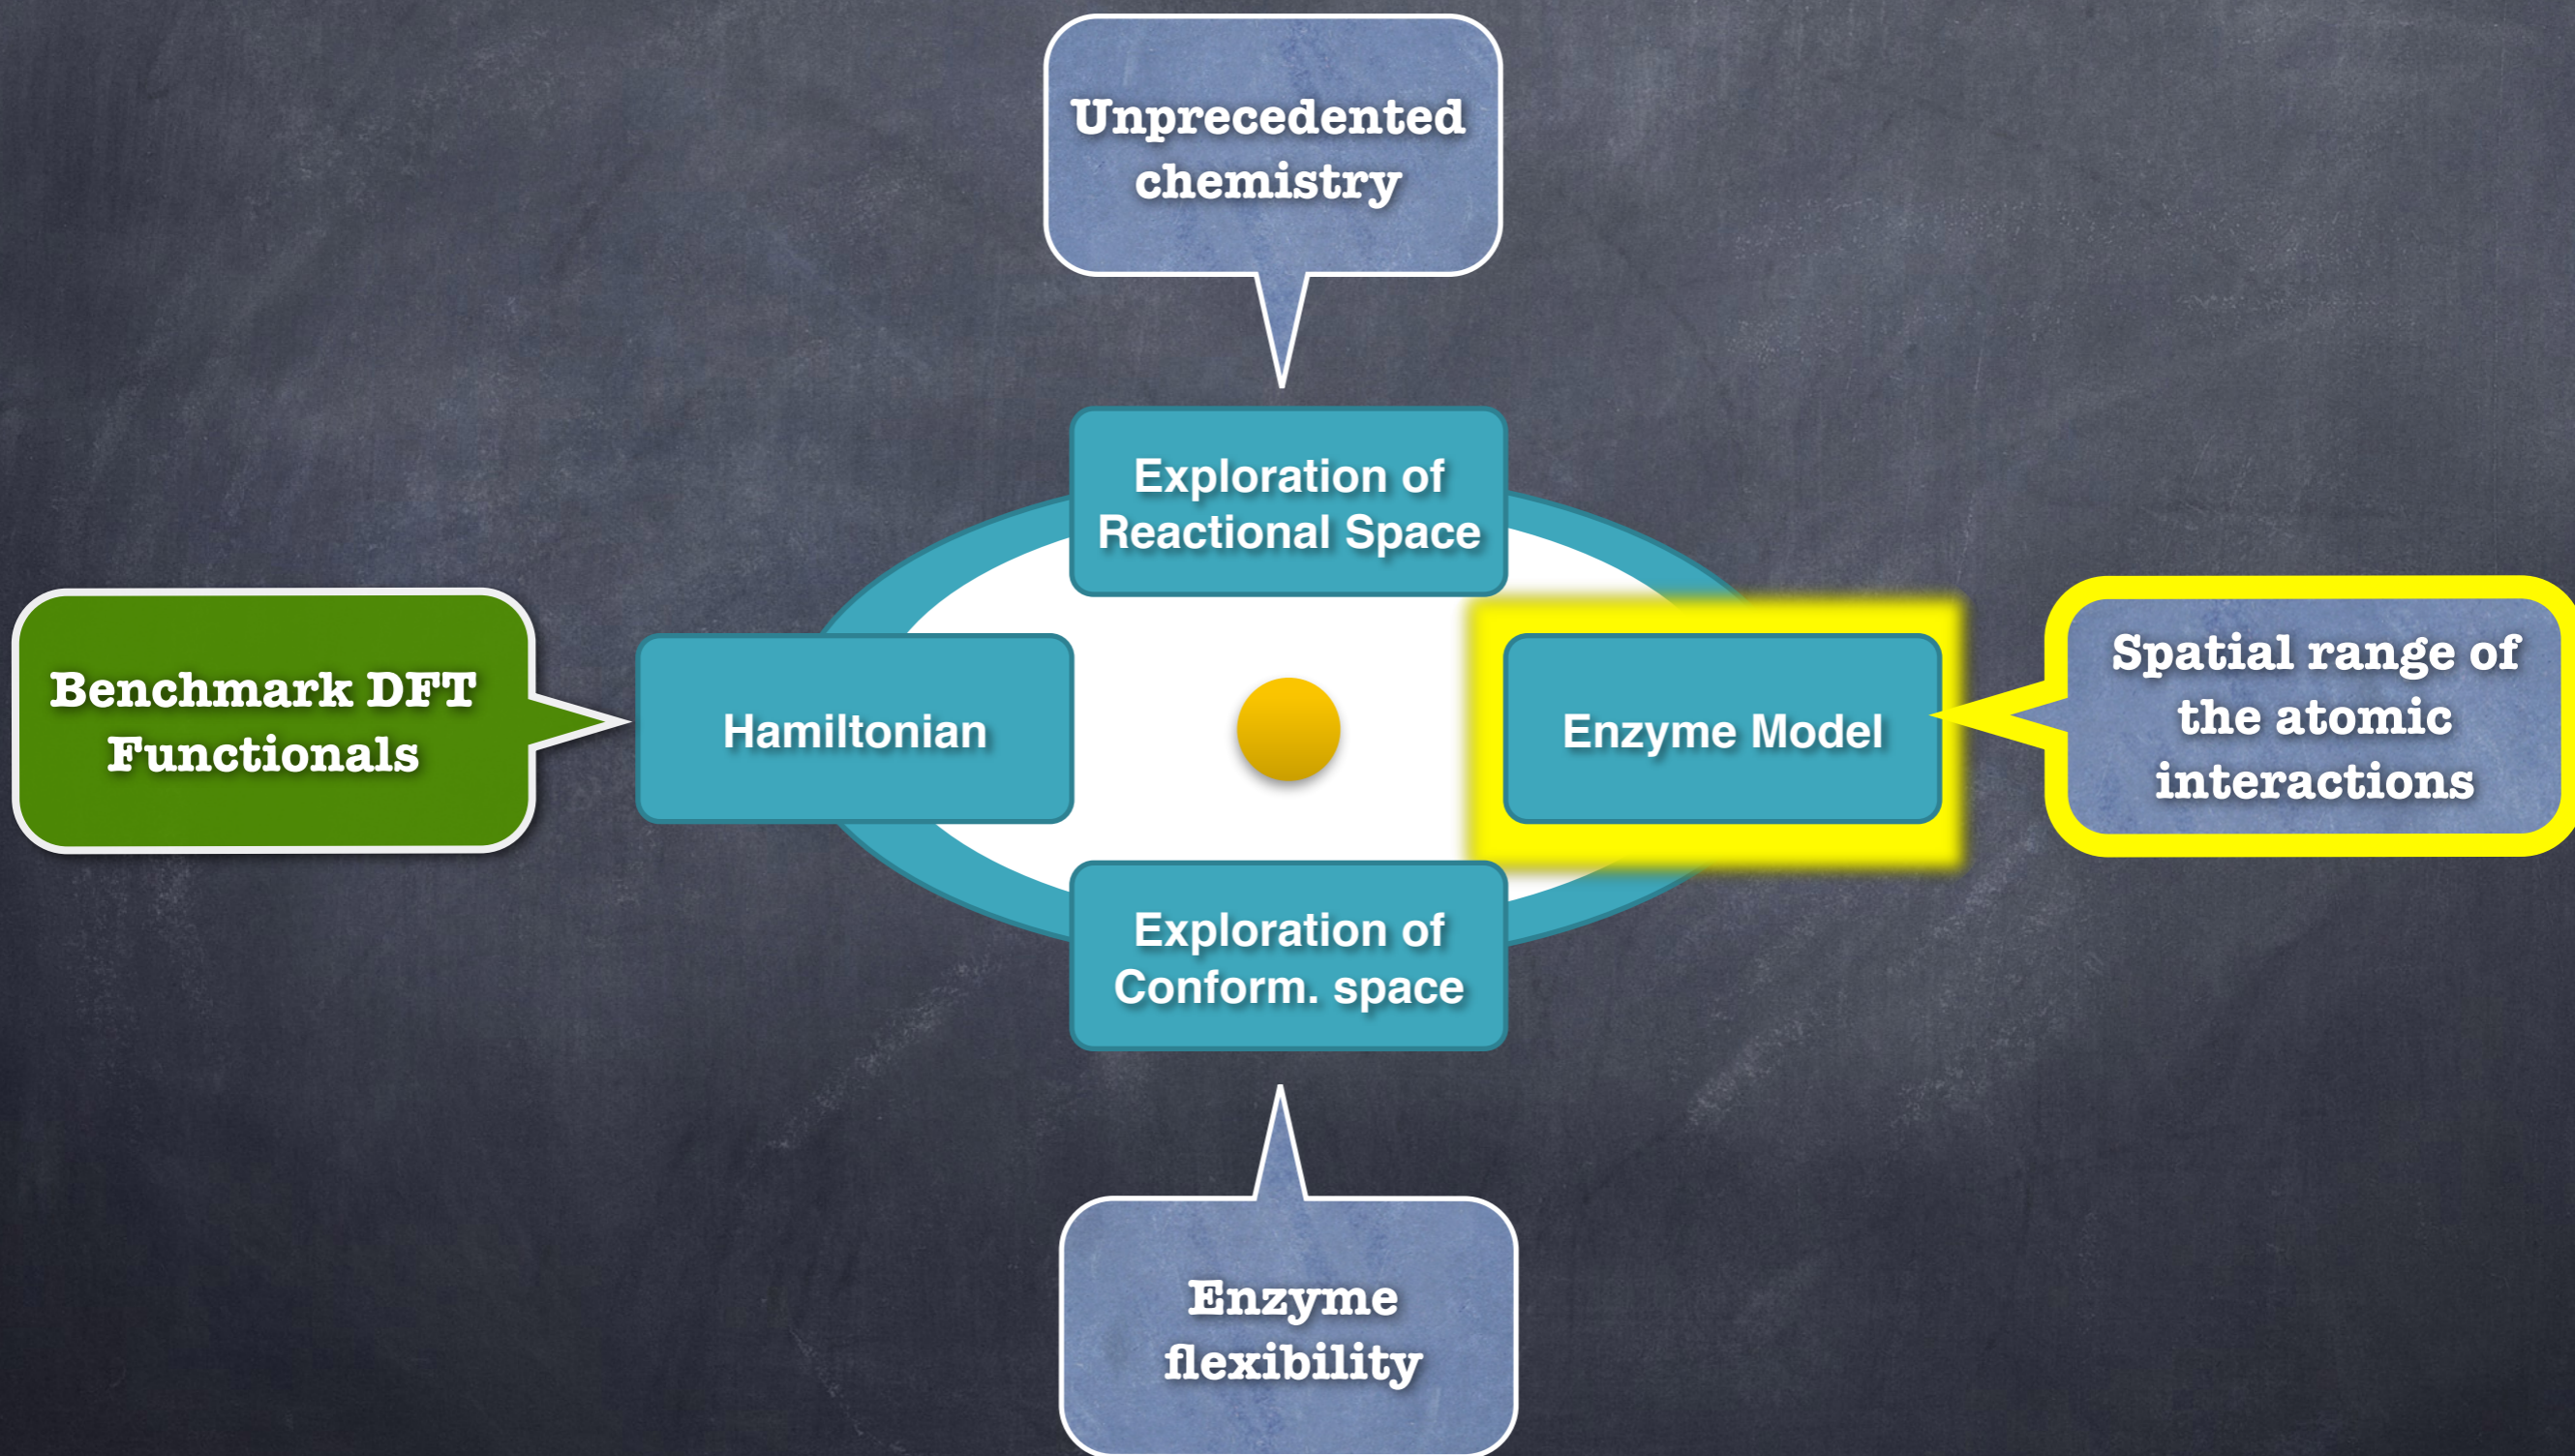 Unprecedented
chemistry
Exploration of
Reactional Space
Benchmark DFT
Functionals
Hamiltonian
Enzyme Model
Spatial range of
the atomic
interactions
Exploration of
Conform. space
Enzyme
flexibility